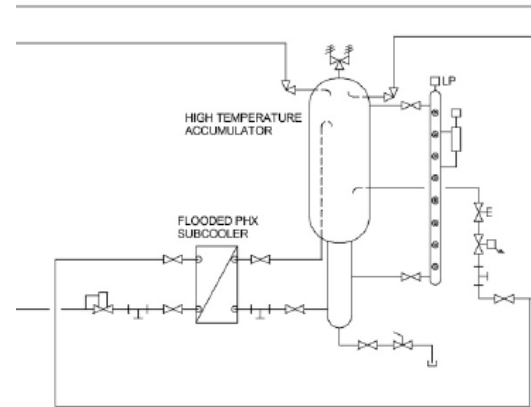 LP
HIGH TEMPERATURE
ACCUMULATOR
FLOODED PHX
SUBCOOLER
E